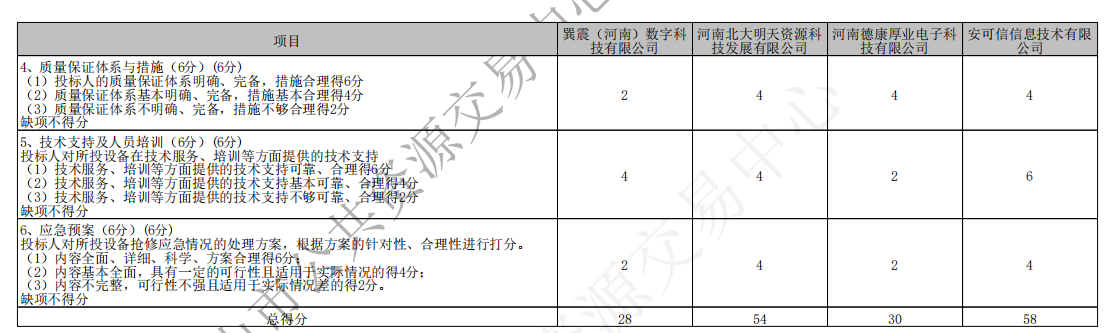 项目
巽震（河南）数字科
技有限公司
河南北大明天资源科
技发展有限公司
河南德康厚业电子科
技有限公司
安可信信息技术有限
公司
4、质量保证体系与措施（6分）(6分)
（1）投标人的质量保证体系明确、完备，措施合理得6分
（2）质量保证体系基本明确、完备，措施基本合理得4分
（3）质量保证体系不明确、完备，措施不够合理得2分
缺项不得分
2
4
4
4
5、技术支持及人员培训（6分）(6分)
投标人对所投设备在技术服务、培训等方面提供的技术支持
（1）技术服务、培训等方面提供的技术支持可靠、合理得6分
（2）技术服务、培训等方面提供的技术支持基本可靠、合理得4分
（3）技术服务、培训等方面提供的技术支持不够可靠、合理得2分
缺项不得分
4
4
2
6
6、应急预案（6分）(6分)
投标人对所投设备抢修应急情况的处理方案，根据方案的针对性、合理性进行打分。
（1）内容全面、详细、科学、方案合理得6分；
（2）内容基本全面，具有一定的可行性且适用于实际情况的得4分；
（3）内容不完整，可行性不强且适用于实际情况差的得2分。
缺项不得分
2
4
2
4
总得分
28
54
30
58
山市公共资源交易中心
共资源交易中心